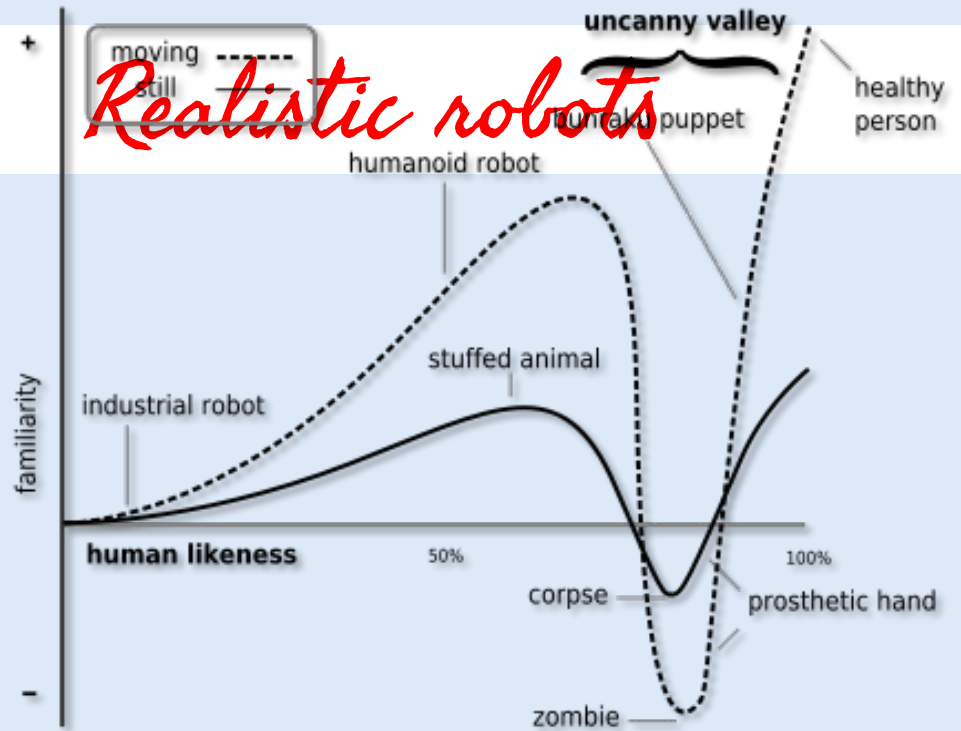 uncanny valley
+
moving
still
Realistic robots
healthy
person
bunraku puppet
humanoid robot
stuffed animal
industrial robot
familiarity
human likeness
50%
100%
corpse
prosthetic hand
−
zombie